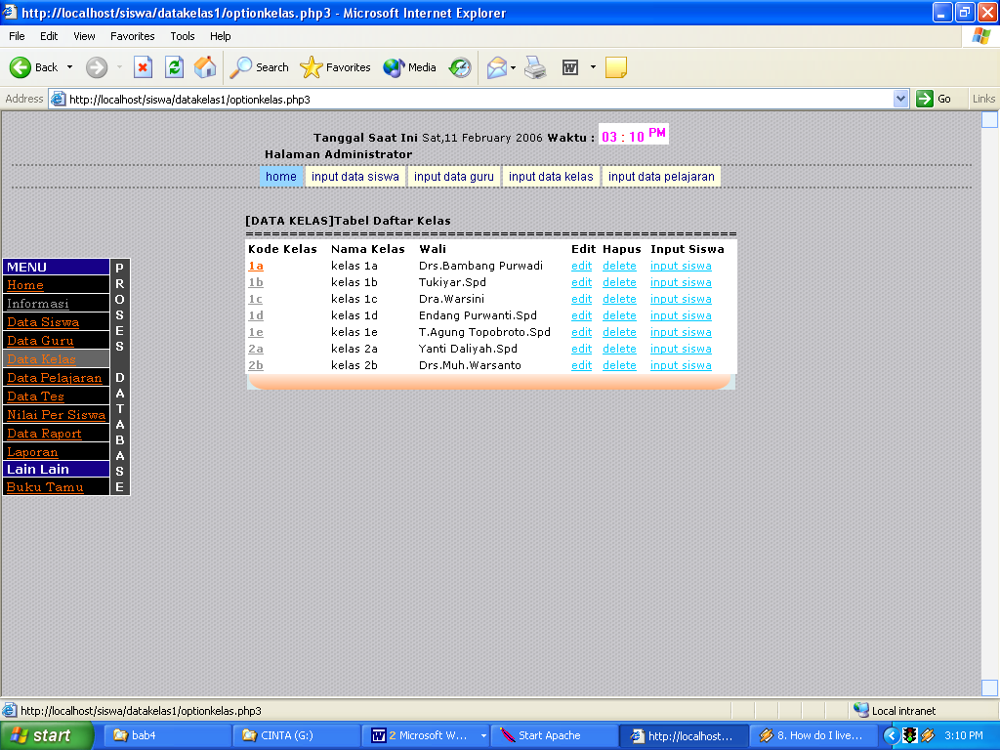 http://localhost/siswa/datakelas1/optionkelas.php3 - Microsoft Internet Explorer
File Edit View Favorites Tools Help
Back Search Favorites Media
Address http://localhost/siswa/datakelas1/optionkelas.php3 Go Links
Tanggal Saat Ini Sat,11 February 2006 Waktu : 03 : 10 PM
Halaman Administrator
home input data siswa input data guru input data kelas input data pelajaran
[DATA KELAS]Tabel Daftar Kelas
========================================================
Kode Kelas Nama Kelas Wali Edit Hapus Input Siswa
1a kelas 1a Drs.Bambang Purwadi edit delete input siswa
1b kelas 1b Tukiyar.Spd edit delete input siswa
1c kelas 1c Dra.Warsini edit delete input siswa
1d kelas 1d Endang Purwanti.Spd edit delete input siswa
1e kelas 1e T.Agung Topobroto.Spd edit delete input siswa
2a kelas 2a Yanti Daliyah.Spd edit delete input siswa
2b kelas 2b Drs.Muh.Warsanto edit delete input siswa
MENU
Home
Informasi
Data Siswa
Data Guru
Data Kelas
Data Pelajaran
Data Tes
Nilai Per Siswa
Data Raport
Laporan
Lain Lain
Buku Tamu
PROSES DATABASE
http://localhost/siswa/datakelas1/optionkelas.php3 Local intranet
start bab4 CINTA (G:) 2 Microsoft W... Start Apache http://localhost... 8. How do I live... 3:10 PM